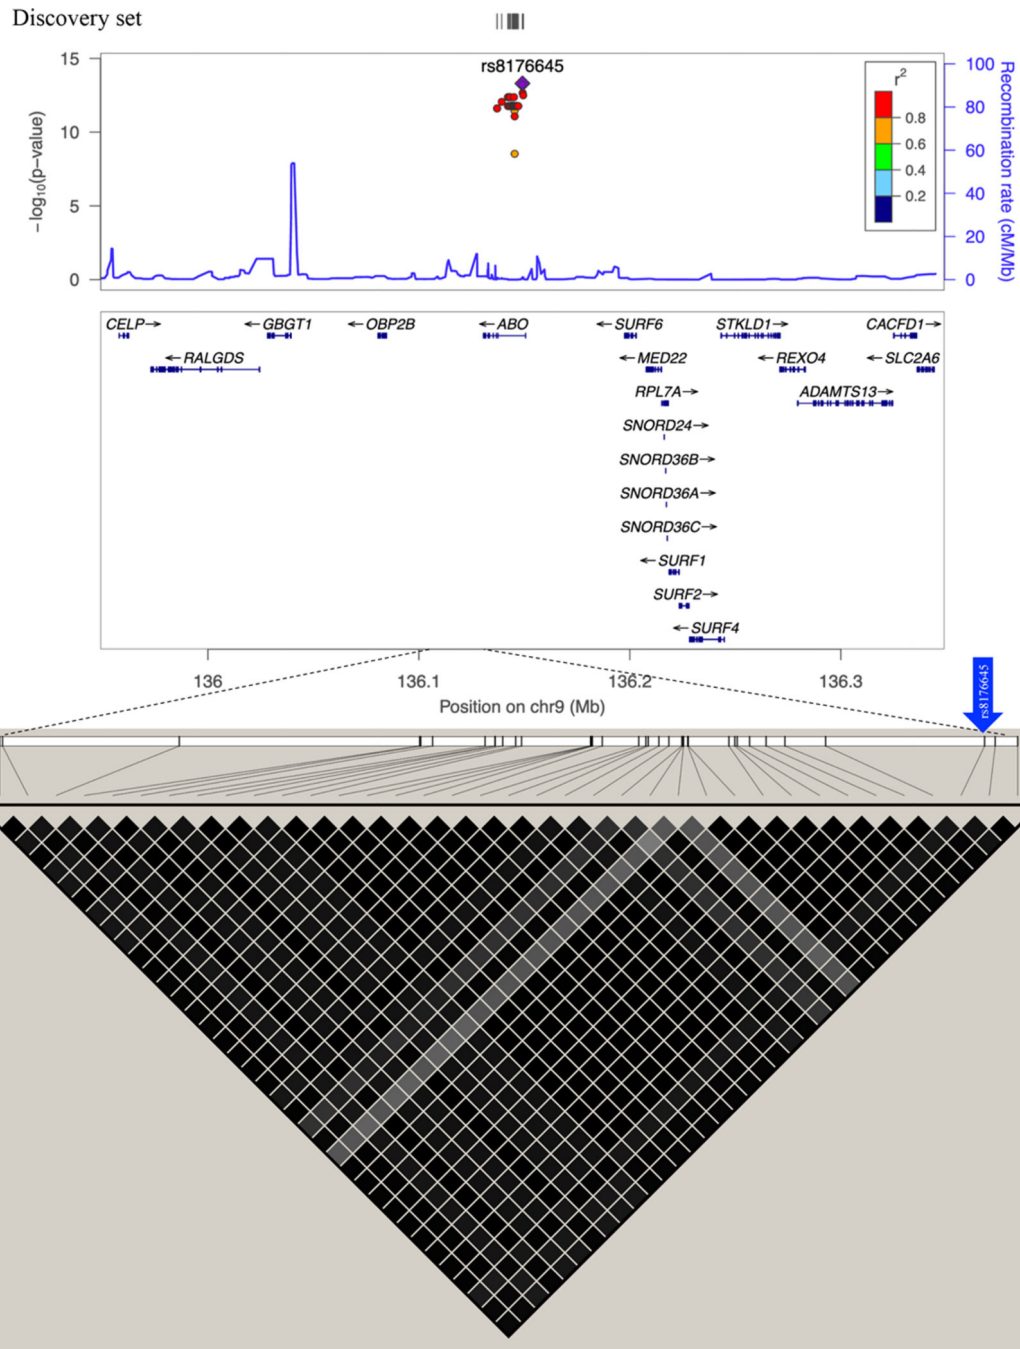 Discovery set
rs8176645
15
10
5
0
−log10(p−value)
100
80
60
40
20
0
Recombination rate (cM/Mb)
r2
0.8
0.6
0.4
0.2
CELP→ ←GBGT1 ←OBP2B ←ABO ←SURF6 STKLD1→ CACFD1→
←RALGDS ←MED22 ←REXO4 ←SLC2A6
RPL7A→ ADAMTS13→
SNORD24→
SNORD36B→
SNORD36A→
SNORD36C→
←SURF1
SURF2→
←SURF4
136 136.1 136.2 136.3
Position on chr9 (Mb)
rs8176645